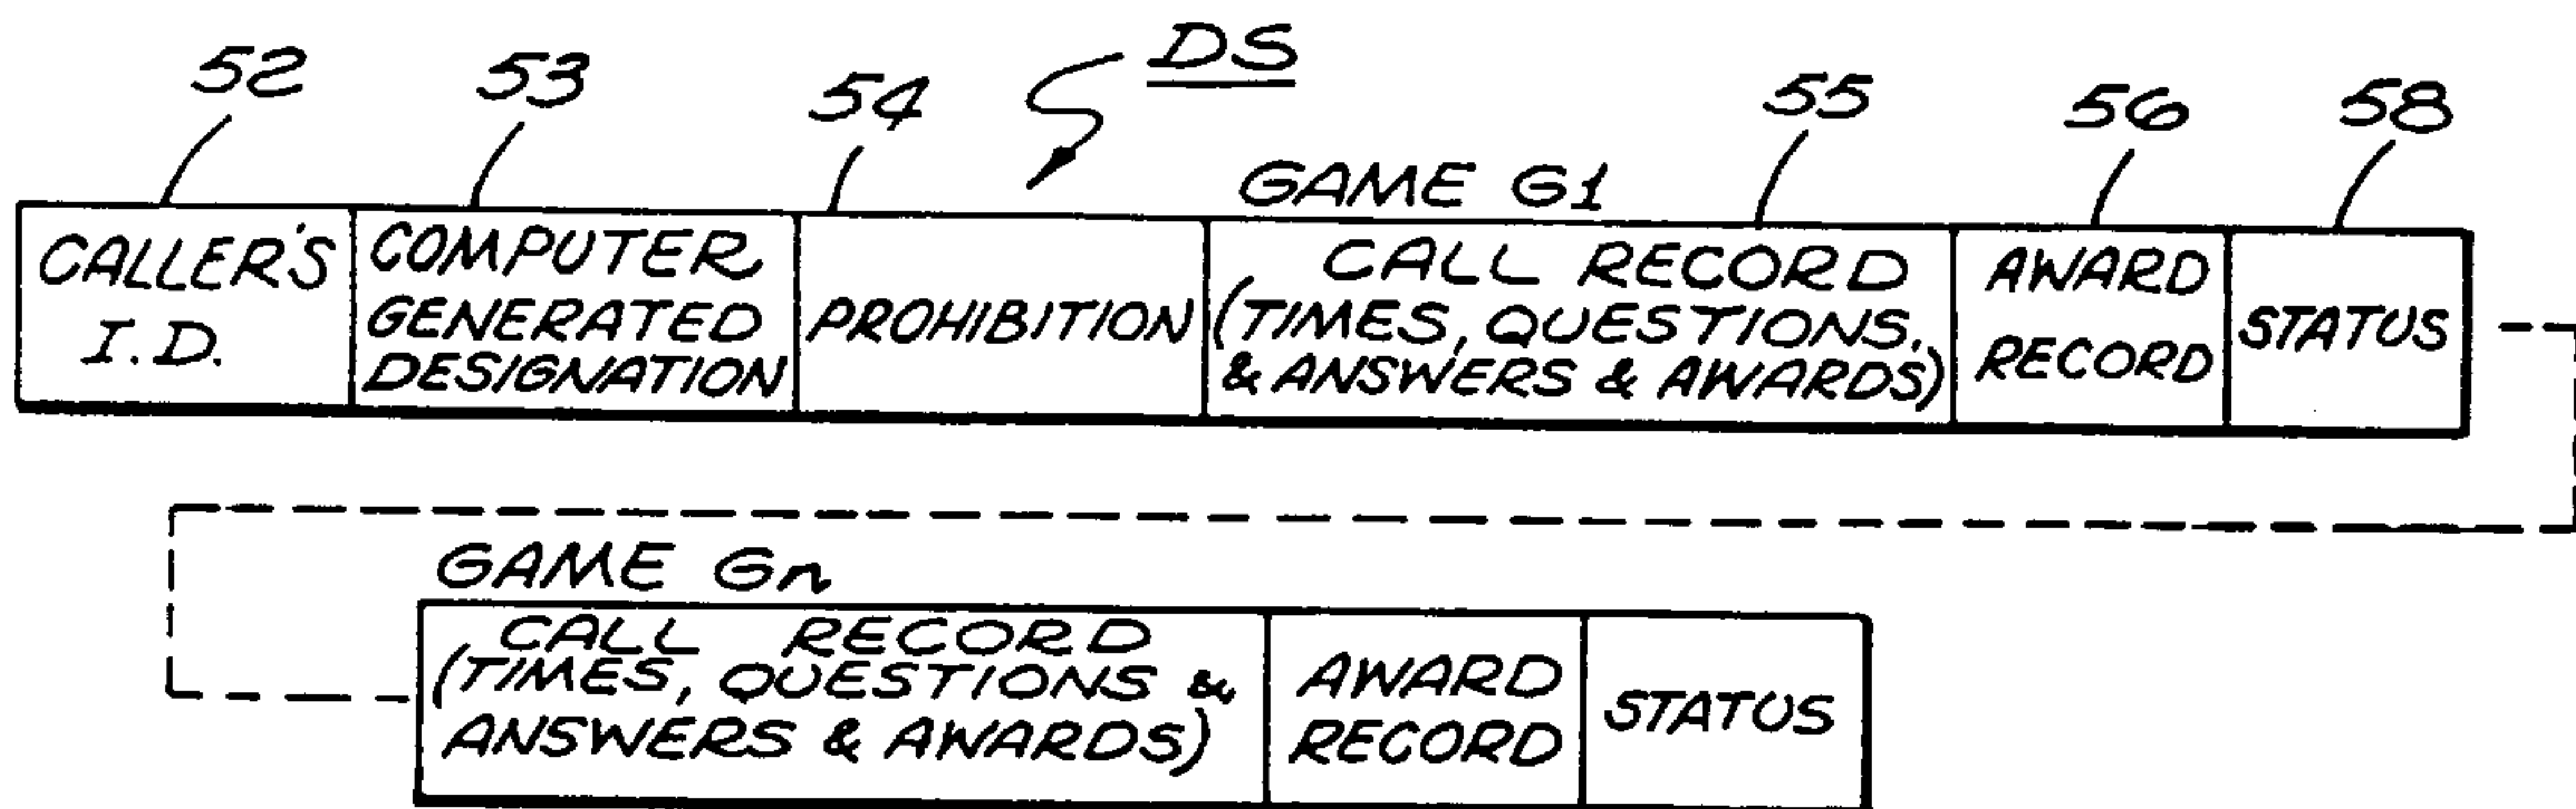 52 53 54 DS 55 56 58
GAME G1
CALLER'S I.D.
COMPUTER GENERATED DESIGNATION
PROHIBITION
CALL RECORD
(TIMES, QUESTIONS,
& ANSWERS & AWARDS)
AWARD RECORD
STATUS
GAME Gn
CALL RECORD
(TIMES, QUESTIONS &
ANSWERS & AWARDS)
AWARD RECORD
STATUS